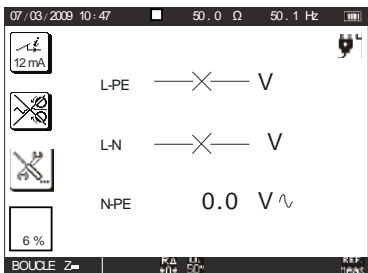 07/03/2009 10:47 50.0 Ω 50.1 Hz
12 mA
L-PE V
L-N V
N-PE 0.0 V
6 %
BOUCLE Z